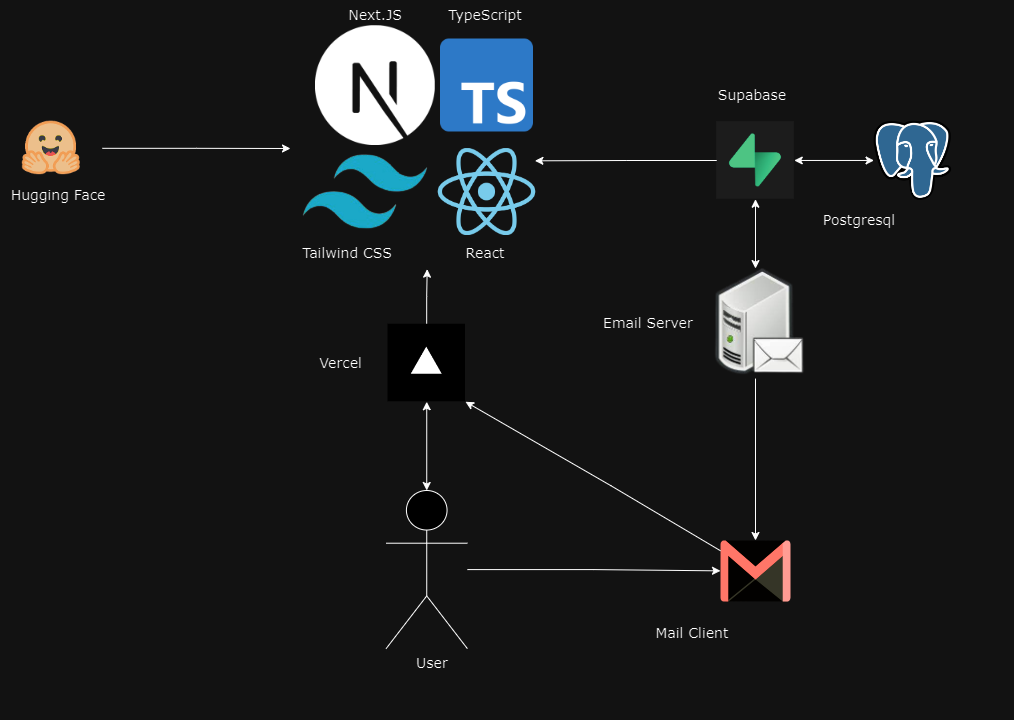 Next.JS
TypeScript
TS
Supabase
Hugging Face
Postgresql
Tailwind CSS
React
Email Server
Vercel
Mail Client
User